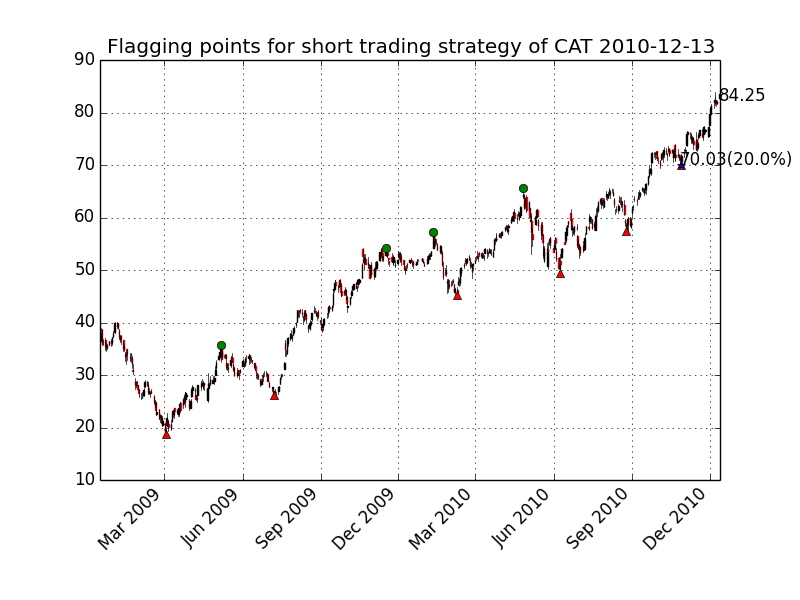 Flagging points for short trading strategy of CAT 2010-12-13
90
84.25
80
70.03(20.0%)
70
60
50
40
30
20
10
Mar 2009
Jun 2009
Sep 2009
Dec 2009
Mar 2010
Jun 2010
Sep 2010
Dec 2010